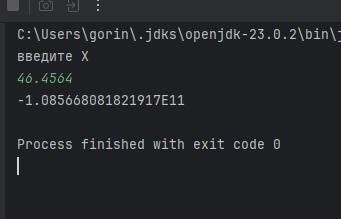 C:\Users\gorin\.jdks\openjdk-23.0.2\bin\j
введите X
46.4564
-1.085668081821917E11
Process finished with exit code 0